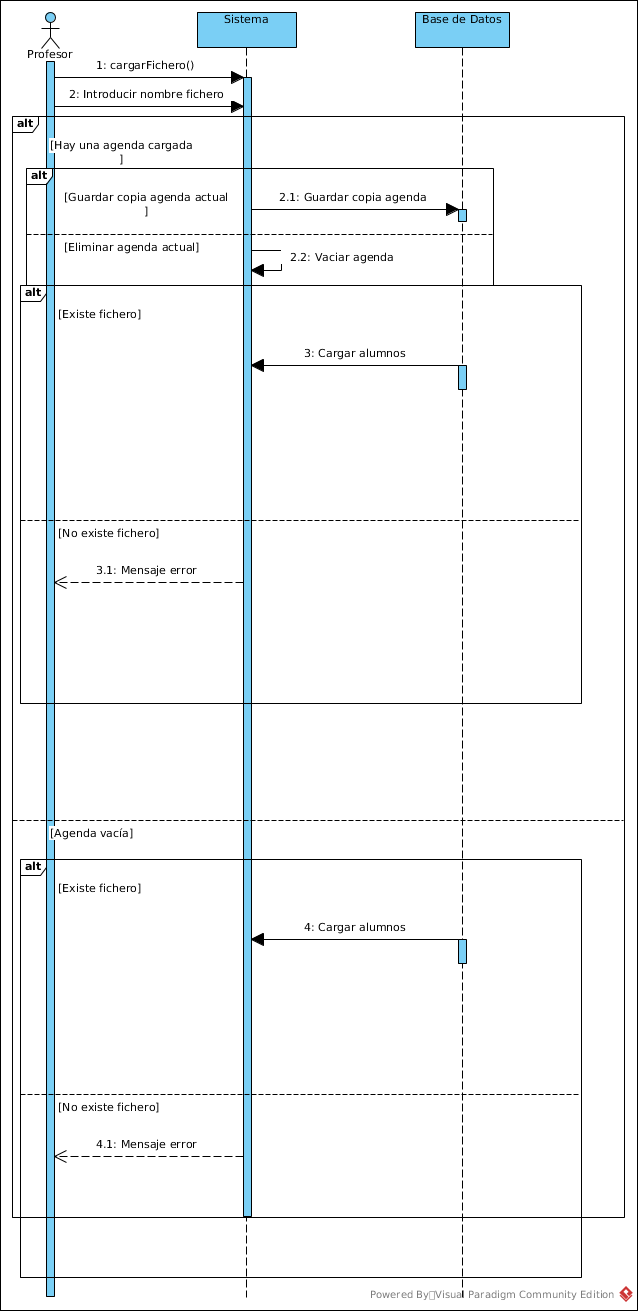 Sistema
Base de Datos
Profesor
1: cargarFichero()
2: Introducir nombre fichero
alt
[Hay una agenda cargada
]
alt
[Guardar copia agenda actual
]
2.1: Guardar copia agenda
[Eliminar agenda actual]
2.2: Vaciar agenda
alt
[Existe fichero]
3: Cargar alumnos
[No existe fichero]
3.1: Mensaje error
[Agenda vacía]
alt
[Existe fichero]
4: Cargar alumnos
[No existe fichero]
4.1: Mensaje error
Powered By Visual Paradigm Community Edition